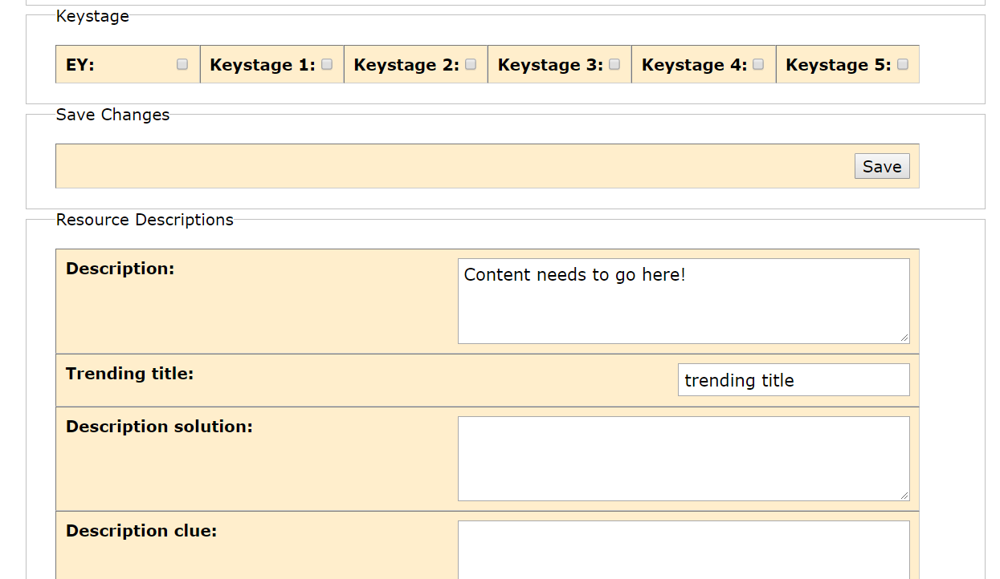 Keystage
EY: Keystage 1: Keystage 2: Keystage 3: Keystage 4: Keystage 5:
Save Changes
Save
Resource Descriptions
Description: Content needs to go here!
Trending title: trending title
Description solution:
Description clue: